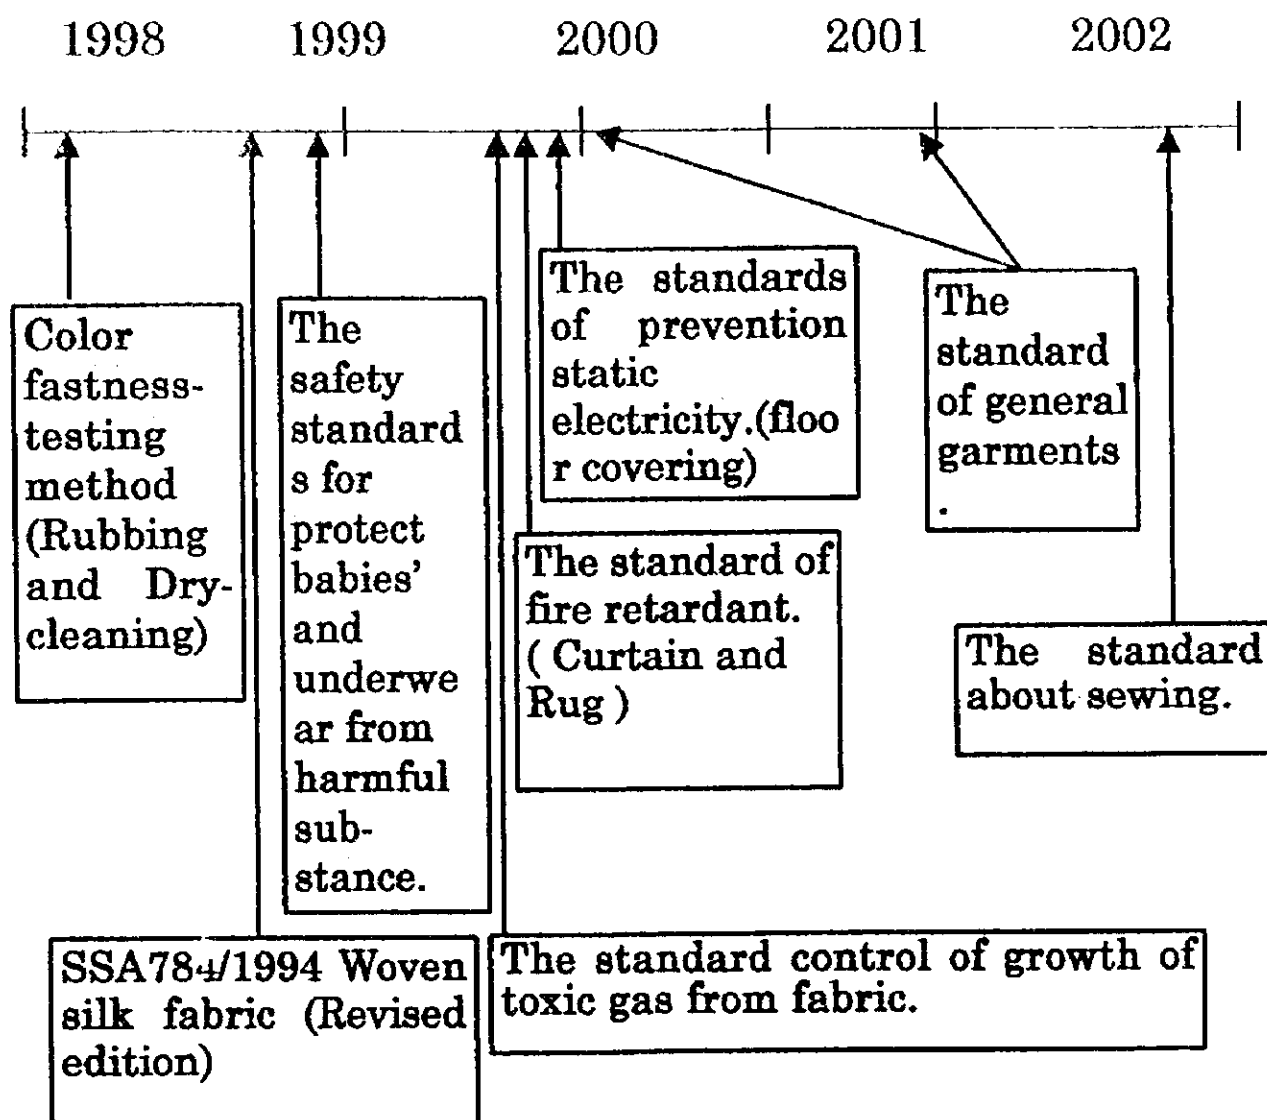 1998 1999 2000 2001 2002
Color
fastness-
testing
method
(Rubbing
and Dry-
cleaning)
The
safety
standard
s for
protect
babies'
and
underwe
ar from
harmful
sub-
stance.
The standards
of prevention
static
electricity.(floo
r covering)
The
standard
of general
garments
.
The standard of
fire retardant.
( Curtain and
Rug )
The standard
about sewing.
SSA784/1994 Woven
silk fabric (Revised
edition)
The standard control of growth of
toxic gas from fabric.